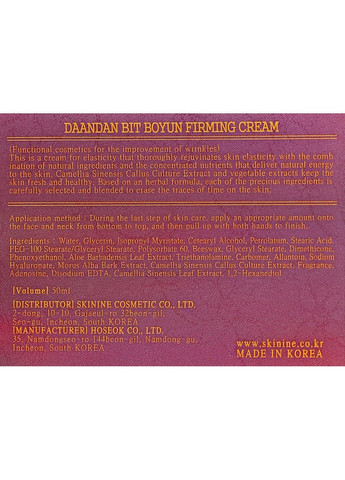 DAANDAN BIT BOYUN FIRMING CREAM
(Functional cosmetics for the improvement of wrinkles)
This is a cream for elasticity that thoroughly rejuvinates skin elasticity with the comb
ination of natural ingredients and the concentrated nutrients that deliver natural energy
to the skin. Camellia Sinensis Callus Culture Extract and vegetable extracts keep the
skin fresh and healthy. Based on an herbal formula, each of the precious ingredients is
carefully selected and blended to erase the traces of time from the skin.
Application method : During the last step of skin care, apply an appropriate amount onto
the face and neck from bottom to top, and then pull up with both hands to finish.
Ingredients : Water, Glycerin, Isopropyl Myristate, Cetearyl Alcohol, Petrolatum, Stearic Acid,
PEG-100 Stearate/Glyceryl Stearate, Polysorbate 60, Beeswax, Glyceryl Stearate, Dimethicone,
Phenoxyethanol, Aloe Barbadensis Leaf Extract, Triethanolamine, Carbomer, Allantoin, Sodium
Hyaluronate, Morus Alba Bark Extract, Camellia Sinensis Callus Culture Extract, Fragrance,
Adenosine, Disodium EDTA, Camellia Sinensis Leaf Extract, 1,2-Hexanediol
[Volume] 50ml
[DISTRIBUTOR] SKININE COSMETIC CO., LTD.
2-dong, 10-10, Gajaeul-ro 32beon-gil,
Seo-gu, Incheon, South KOREA
[MANUFACTURER] HOSEOK CO., LTD.
35, Namdongseo-ro 144beon-gil, Namdong-gu,
Incheon, South KOREA
www.skinine.co.kr
MADE IN KOREA